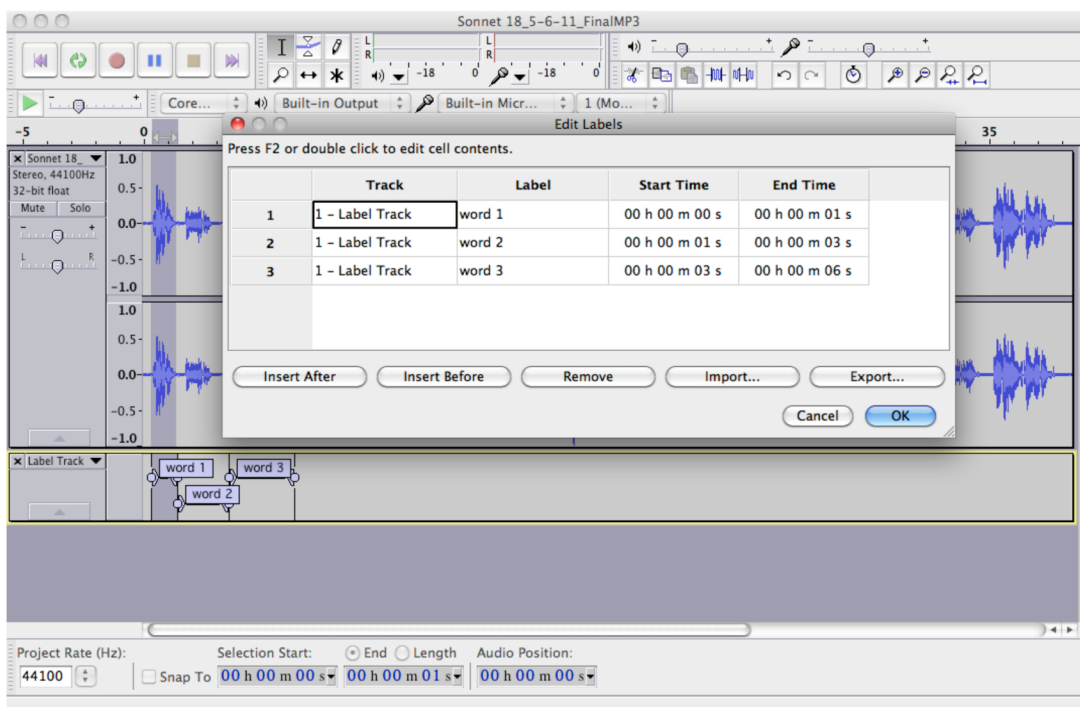 Sonnet 18_5-6-11_FinalMP3
L
R
-18
0
L
R
-18
0
- +
- +
- +
Core...
Built-in Output
Built-in Micr...
1 (Mo...
-5
0
35
Edit Labels
Press F2 or double click to edit cell contents.
Track Label Start Time End Time
1 1 – Label Track word 1 00 h 00 m 00 s 00 h 00 m 01 s
2 1 – Label Track word 2 00 h 00 m 01 s 00 h 00 m 03 s
3 1 – Label Track word 3 00 h 00 m 03 s 00 h 00 m 06 s
Insert After Insert Before Remove Import... Export...
Cancel OK
× Sonnet 18_
Stereo, 44100Hz
32-bit float
Mute Solo
- +
L R
1.0
0.5-
0.0-
-0.5-
-1.0
1.0
0.5-
0.0-
-0.5-
-1.0
× Label Track
word 1 word 3
word 2
Project Rate (Hz): Selection Start: End Length Audio Position:
44100 Snap To 00 h 00 m 00 s 00 h 00 m 01 s 00 h 00 m 00 s